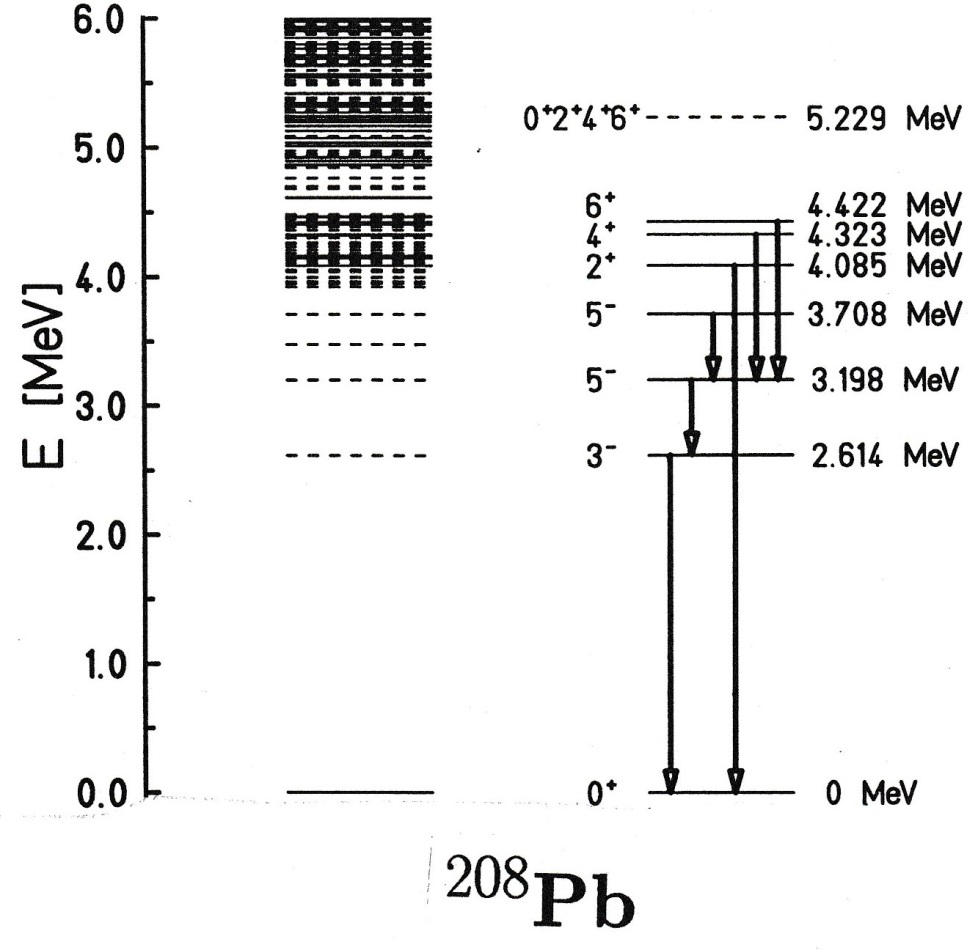 6.0
0⁺2⁺4⁺6⁺ 5.229 MeV
5.0
6⁺ 4.422 MeV
4⁺ 4.323 MeV
2⁺ 4.085 MeV
4.0
5⁻ 3.708 MeV
5⁻ 3.198 MeV
3.0
3⁻ 2.614 MeV
E [MeV]
2.0
1.0
0.0
0⁺ 0 MeV
²⁰⁸Pb